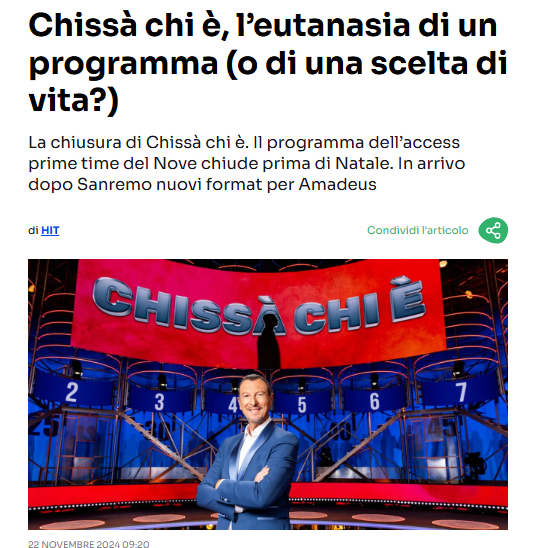 Chissà chi è, l’eutanasia di un
programma (o di una scelta di
vita?)
La chiusura di Chissà chi è. Il programma dell’access
prime time del Nove chiude prima di Natale. In arrivo
dopo Sanremo nuovi format per Amadeus
di HIT
Condividi l'articolo
CHISSÀ CHI È
2 3 4 5 6 7
22 NOVEMBRE 2024 09:20